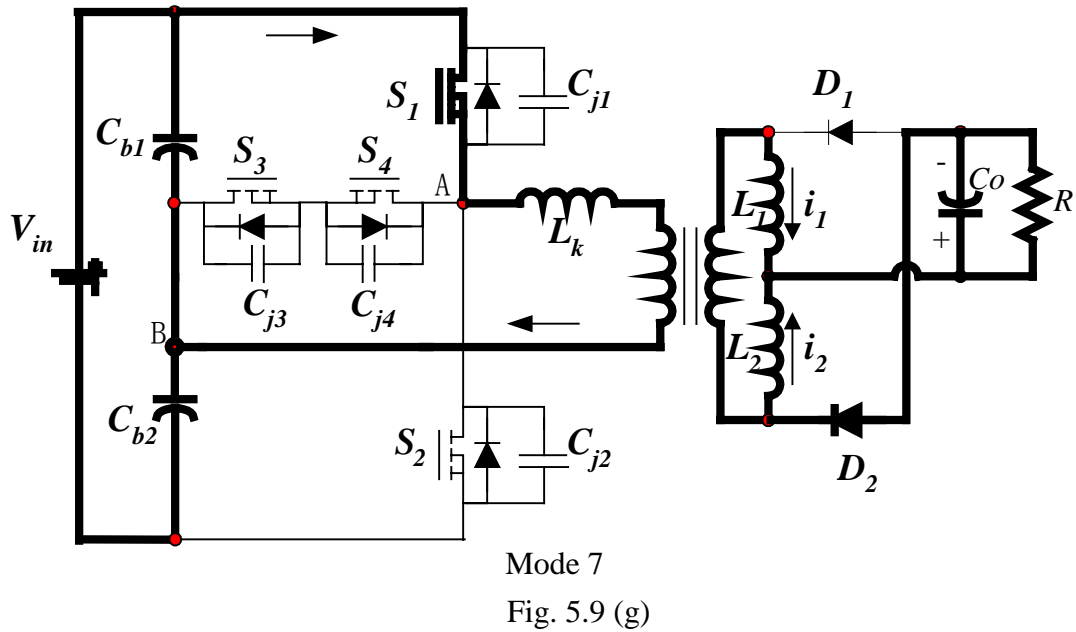 S1
Cj1
D1
Cb1
S3
S4
A
L1
i1
-
Co
R
Vin
Lk
+
Cj3
Cj4
B
L2
i2
Cb2
S2
Cj2
D2
Mode 7
Fig. 5.9 (g)